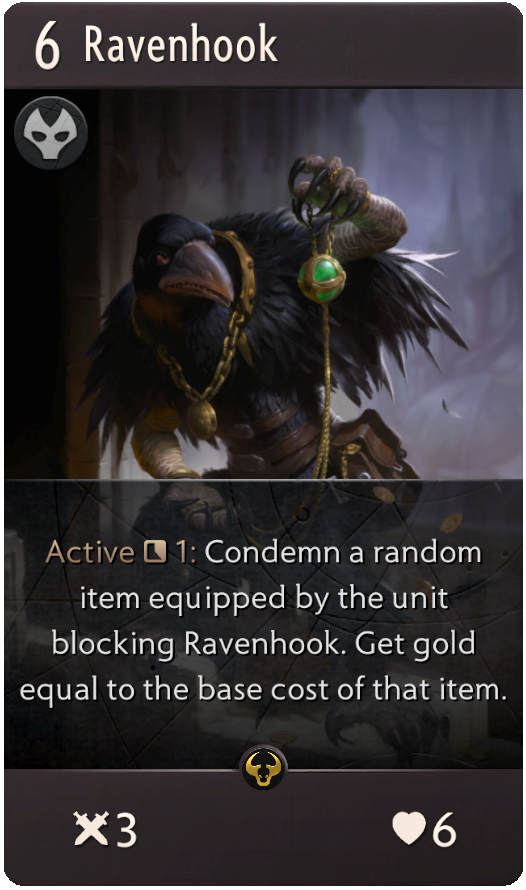 6 Ravenhook
Active 1: Condemn a random
item equipped by the unit
blocking Ravenhook. Get gold
equal to the base cost of that item.
3 6